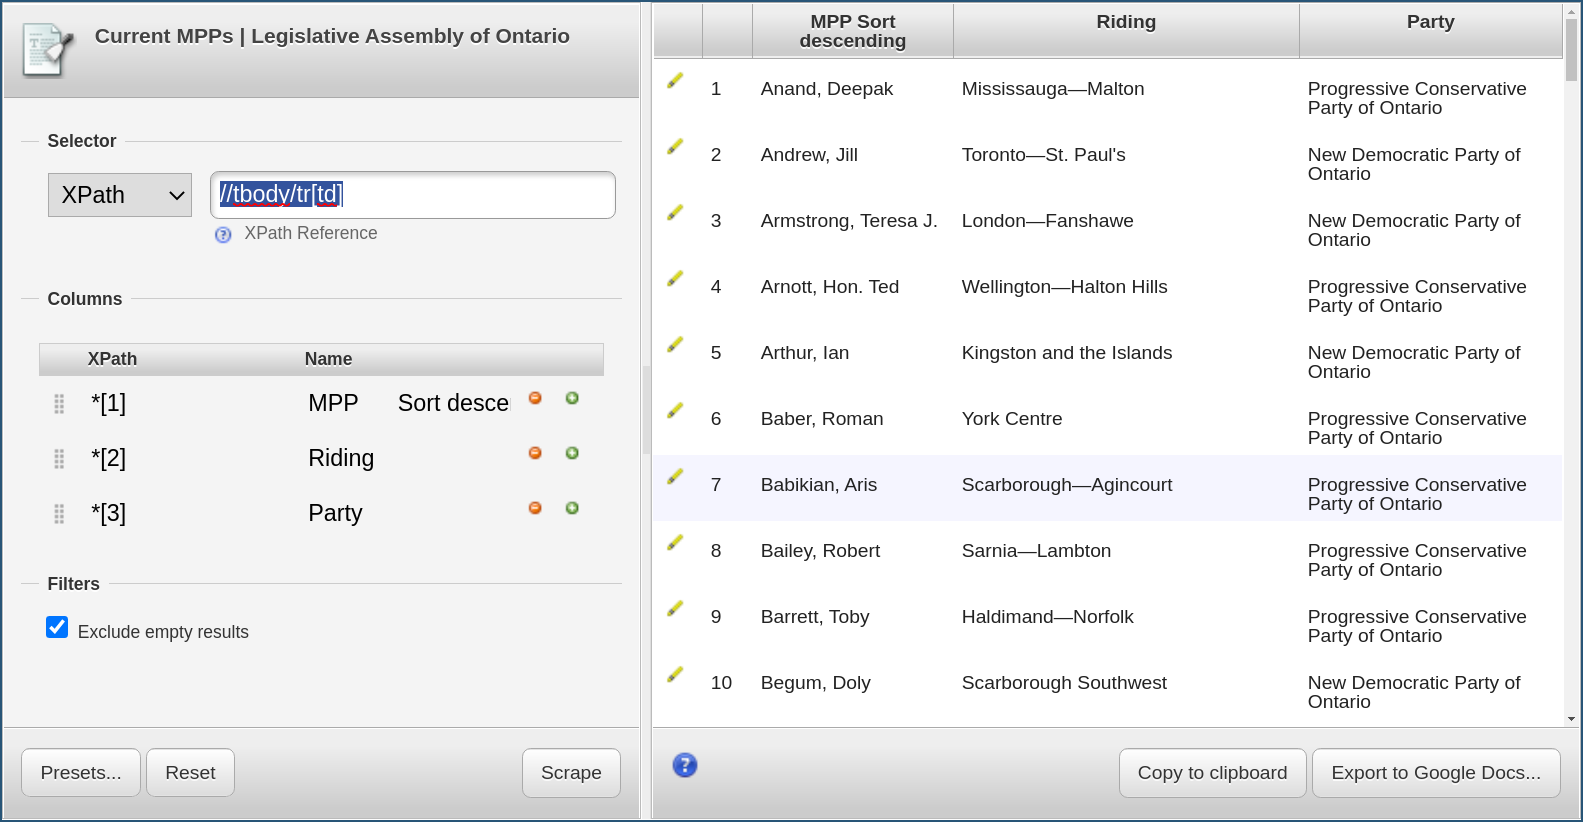 Current MPPs | Legislative Assembly of Ontario
Selector
XPath
//tbody/tr[td]
XPath Reference
Columns
XPath Name
*[1] MPP Sort desce
*[2] Riding
*[3] Party
Filters
Exclude empty results
Presets...
Reset
Scrape
MPP Sort
descending
Riding
Party
1 Anand, Deepak Mississauga—Malton Progressive Conservative
Party of Ontario
2 Andrew, Jill Toronto—St. Paul's New Democratic Party of
Ontario
3 Armstrong, Teresa J. London—Fanshawe New Democratic Party of
Ontario
4 Arnott, Hon. Ted Wellington—Halton Hills Progressive Conservative
Party of Ontario
5 Arthur, Ian Kingston and the Islands New Democratic Party of
Ontario
6 Baber, Roman York Centre Progressive Conservative
Party of Ontario
7 Babikian, Aris Scarborough—Agincourt Progressive Conservative
Party of Ontario
8 Bailey, Robert Sarnia—Lambton Progressive Conservative
Party of Ontario
9 Barrett, Toby Haldimand—Norfolk Progressive Conservative
Party of Ontario
10 Begum, Doly Scarborough Southwest New Democratic Party of
Ontario
Copy to clipboard
Export to Google Docs...